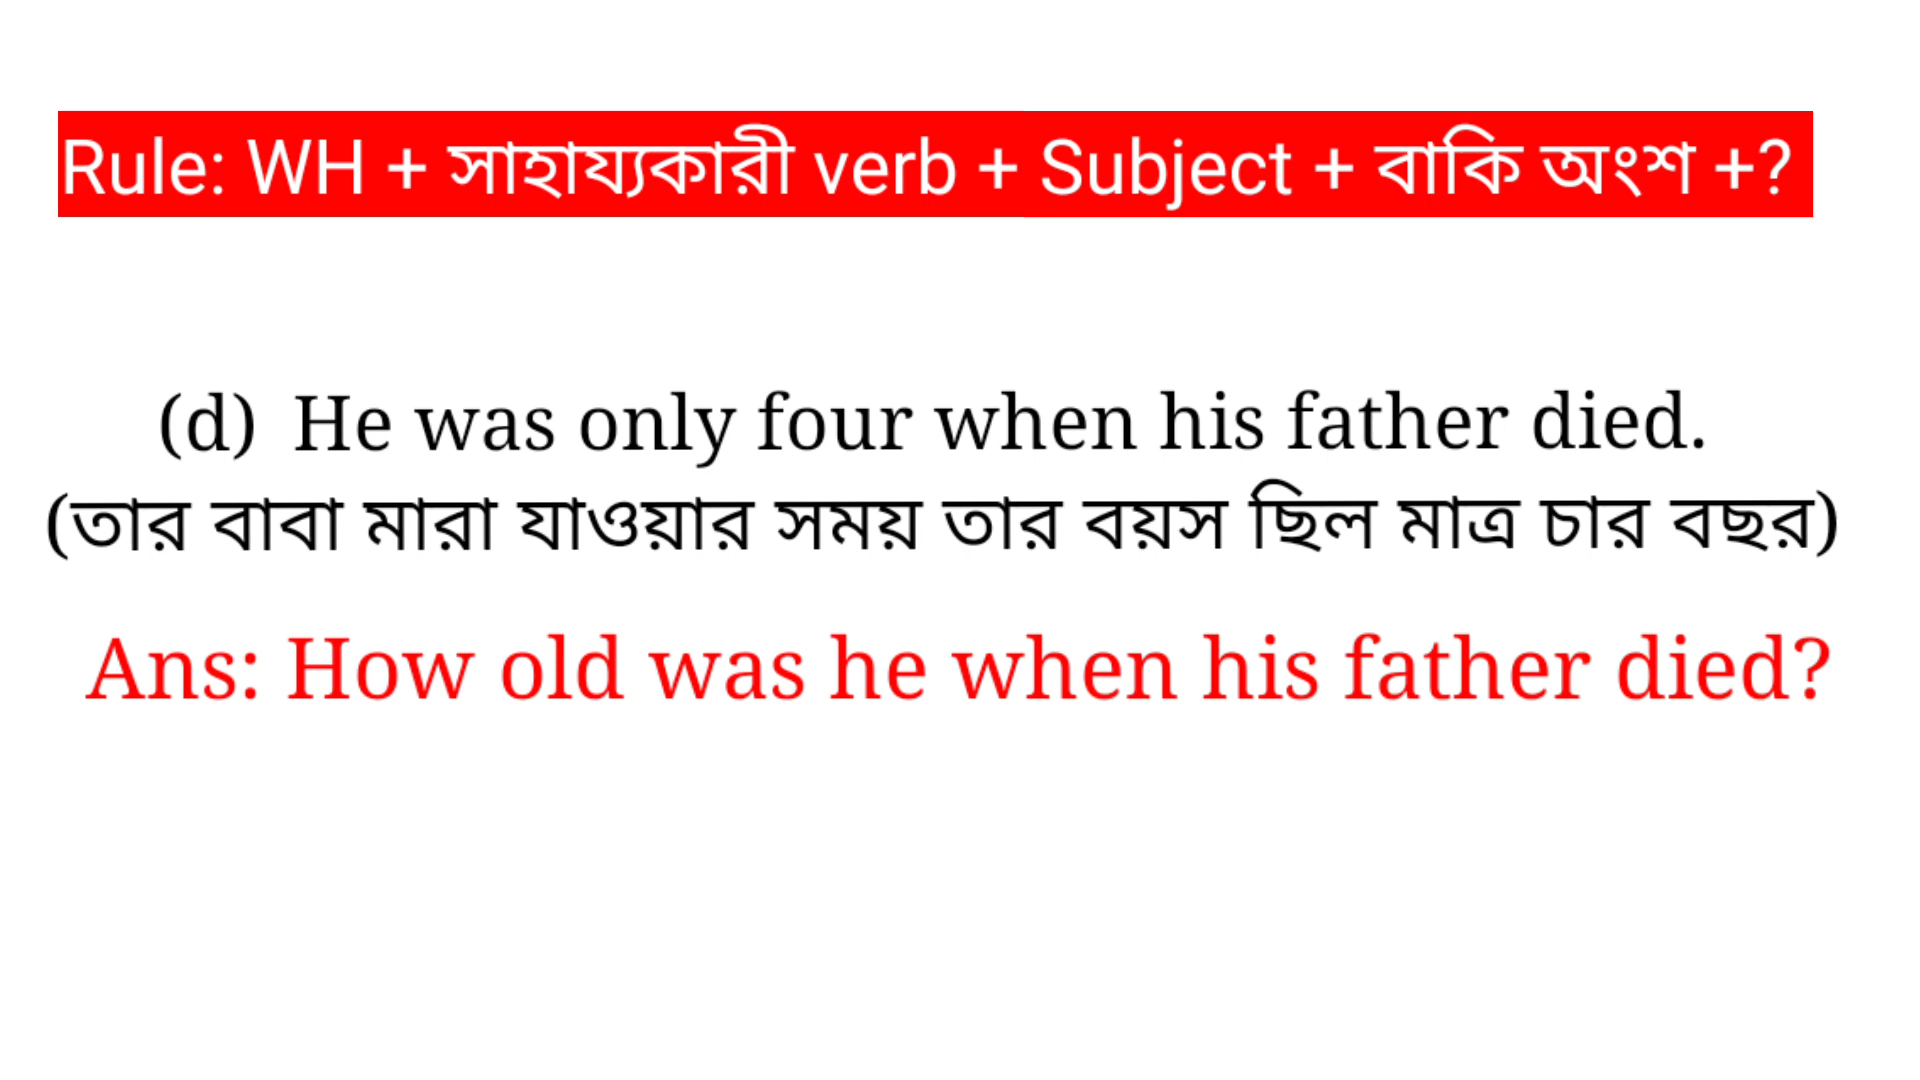 Rule: WH + সাহায্যকারী verb + Subject + বাকি অংশ +?
(d) He was only four when his father died.
(তার বাবা মারা যাওয়ার সময় তার বয়স ছিল মাত্র চার বছর)
Ans: How old was he when his father died?